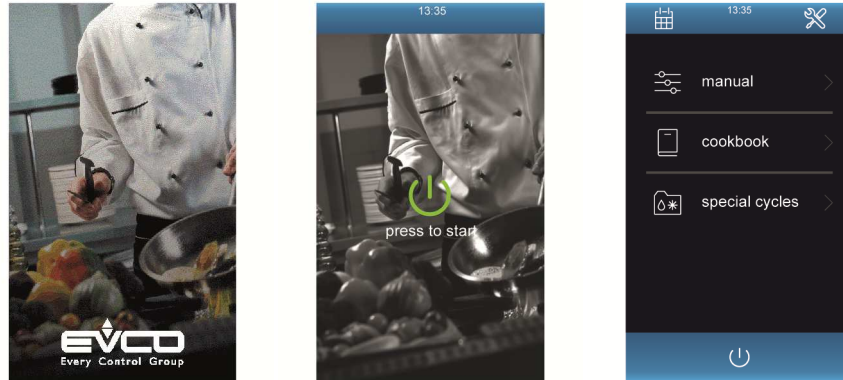 EVCO
Every Control Group
13:35
press to start
13:35
manual
cookbook
special cycles